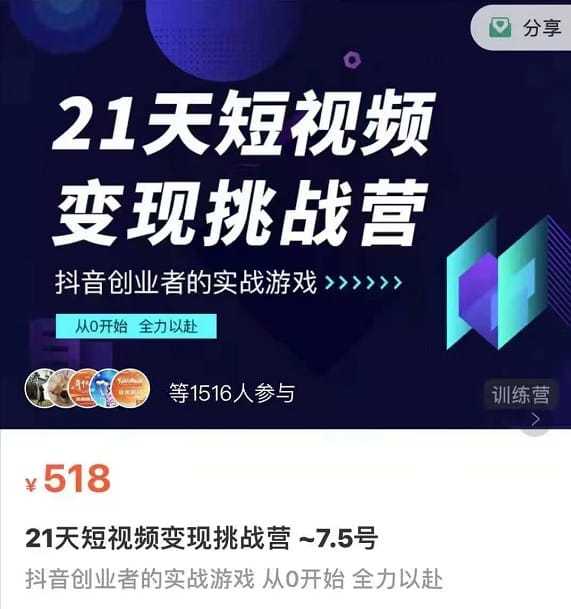 分享
21天短视频
变现挑战营
抖音创业者的实战游戏 >>>>>>
从0开始 全力以赴
等1516人参与
训练营
¥518
21天短视频变现挑战营 ~7.5号
抖音创业者的实战游戏 从0开始 全力以赴